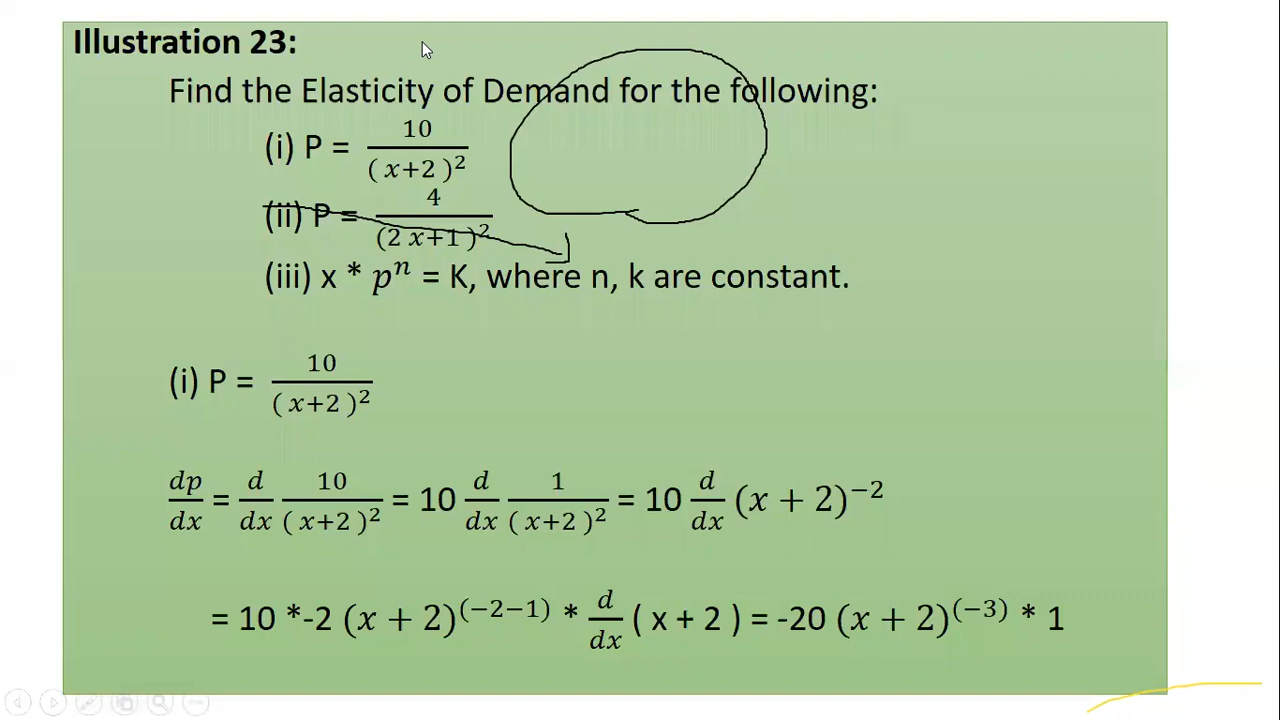 Illustration 23:
Find the Elasticity of Demand for the following:
(i) P = 10/( x+2 )²
(ii) P = 4/(2 x+1 )²
(iii) x * pⁿ = K, where n, k are constant.
(i) P = 10/( x+2 )²
dp/dx = d/dx 10/( x+2 )² = 10 d/dx 1/( x+2 )² = 10 d/dx (x + 2)⁻²
= 10 *-2 (x + 2)⁽⁻²⁻¹⁾ * d/dx ( x + 2 ) = -20 (x + 2)⁽⁻³⁾ * 1